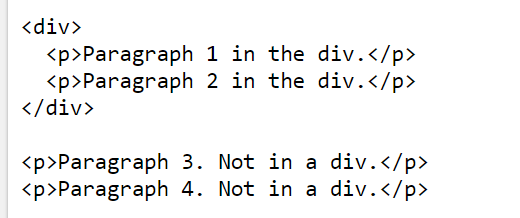 <div>
  <p>Paragraph 1 in the div.</p>
  <p>Paragraph 2 in the div.</p>
</div>

<p>Paragraph 3. Not in a div.</p>
<p>Paragraph 4. Not in a div.</p>